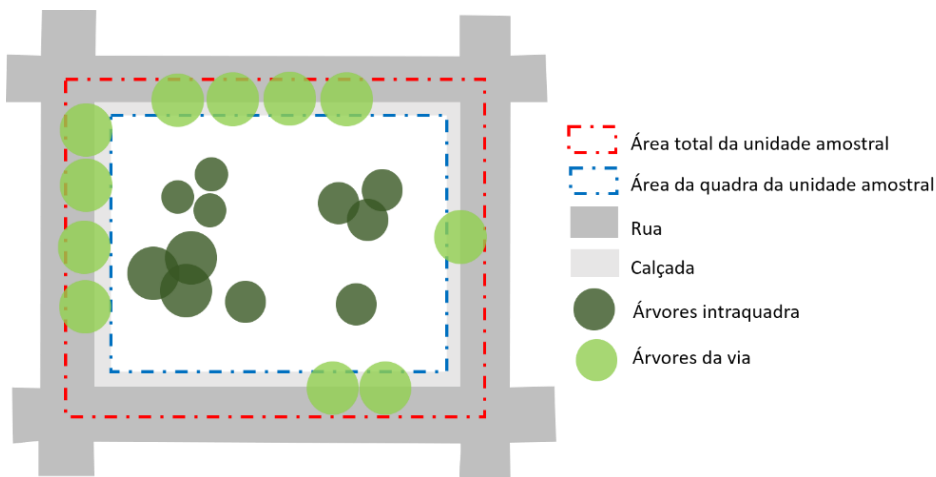 Área total da unidade amostral
Área da quadra da unidade amostral
Rua
Calçada
Árvores intraquadra
Árvores da via